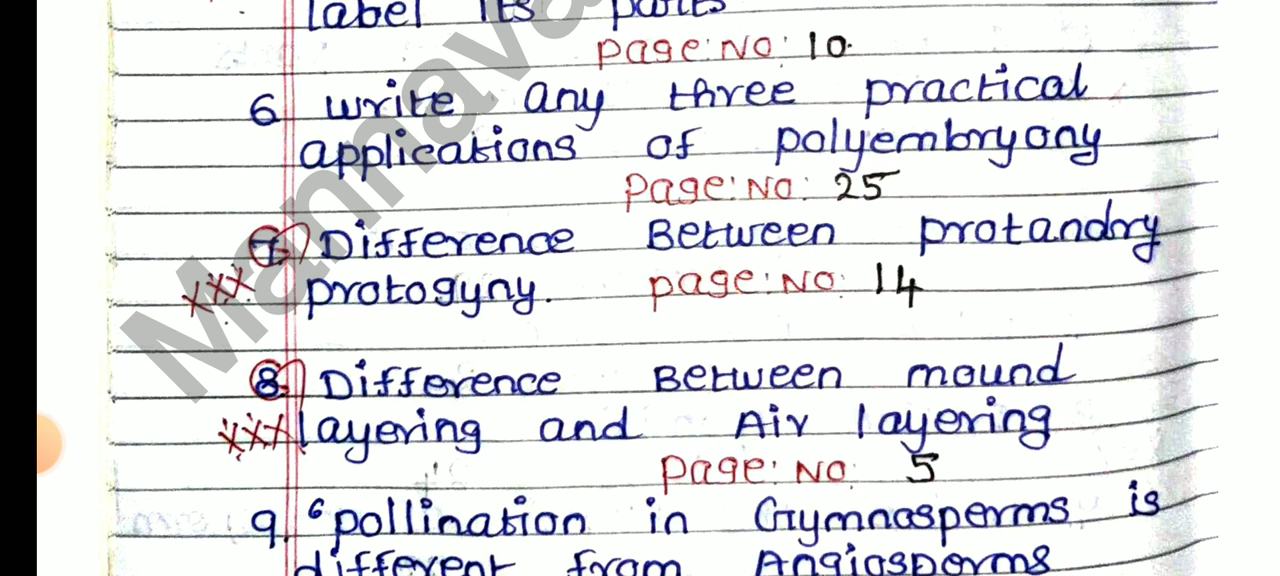 label its parts
Page: No: 10.
6. Write any three practical
applications of polyembryony
Page: No: 25
7. Difference Between protandry
xxx protogyny. page: No: 14
8. Difference Between mound
xxx layering and Air layering
Page: No: 5
9. "pollination in Gymnosperms is
different from Angiosperms